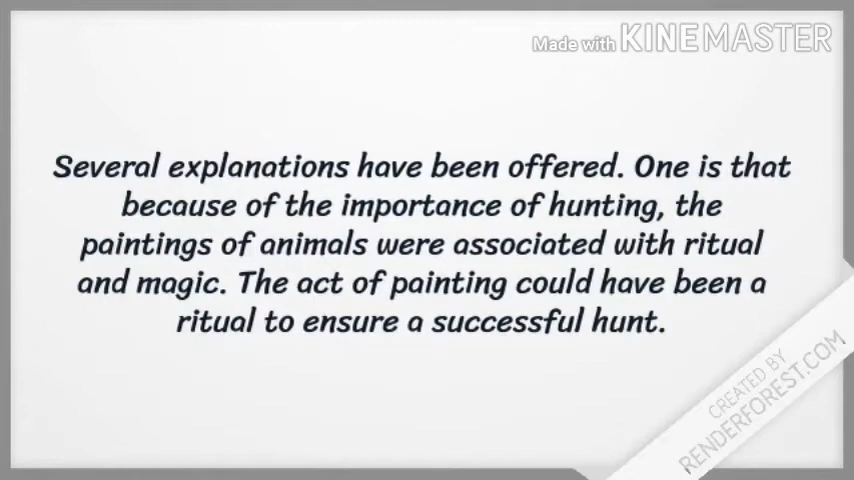 Made with KINEMASTER
Several explanations have been offered. One is that
because of the importance of hunting, the
paintings of animals were associated with ritual
and magic. The act of painting could have been a
ritual to ensure a successful hunt.
CREATED BY
RENDERFOREST.COM